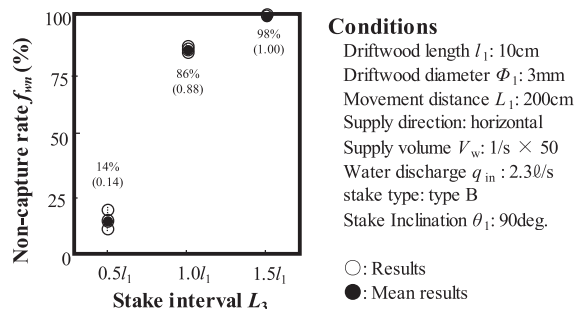 Non-capture rate fwn (%)
100
75
50
25
0
14%
(0.14)
86%
(0.88)
98%
(1.00)
0.5l1
1.0l1
1.5l1
Stake interval L3
Conditions
Driftwood length l1: 10cm
Driftwood diameter Φ1: 3mm
Movement distance L1: 200cm
Supply direction: horizontal
Supply volume Vw: 1/s × 50
Water discharge qin : 2.3ℓ/s
stake type: type B
Stake Inclination θ1: 90deg.
○: Results
●: Mean results